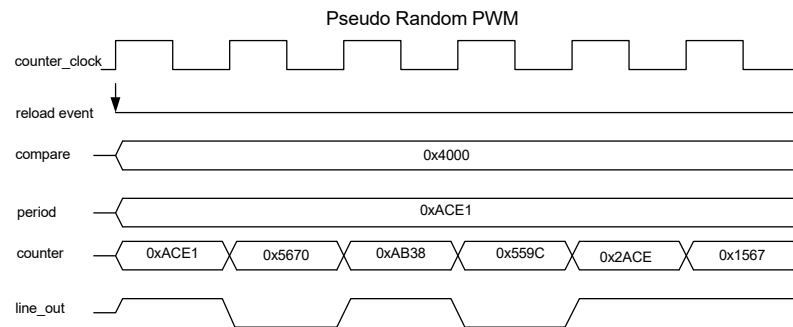 Pseudo Random PWM
counter_clock
reload event
compare
0x4000
period
0xACE1
counter
0xACE1 0x5670 0xAB38 0x559C 0x2ACE 0x1567
line_out